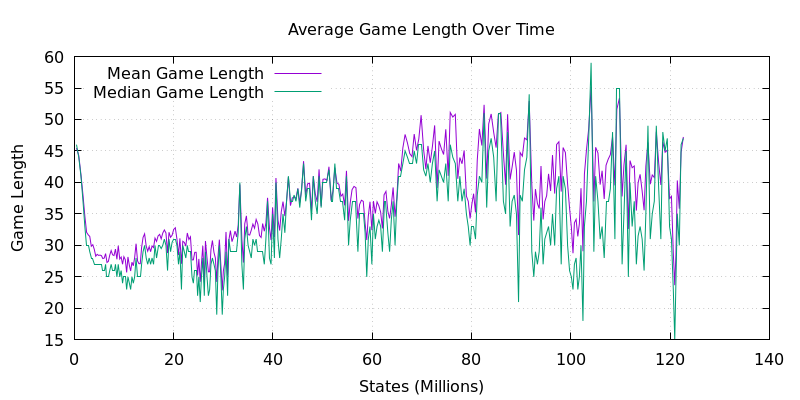 Average Game Length Over Time
Mean Game Length
Median Game Length
Game Length
60
55
50
45
40
35
30
25
20
15
0 20 40 60 80 100 120 140
States (Millions)